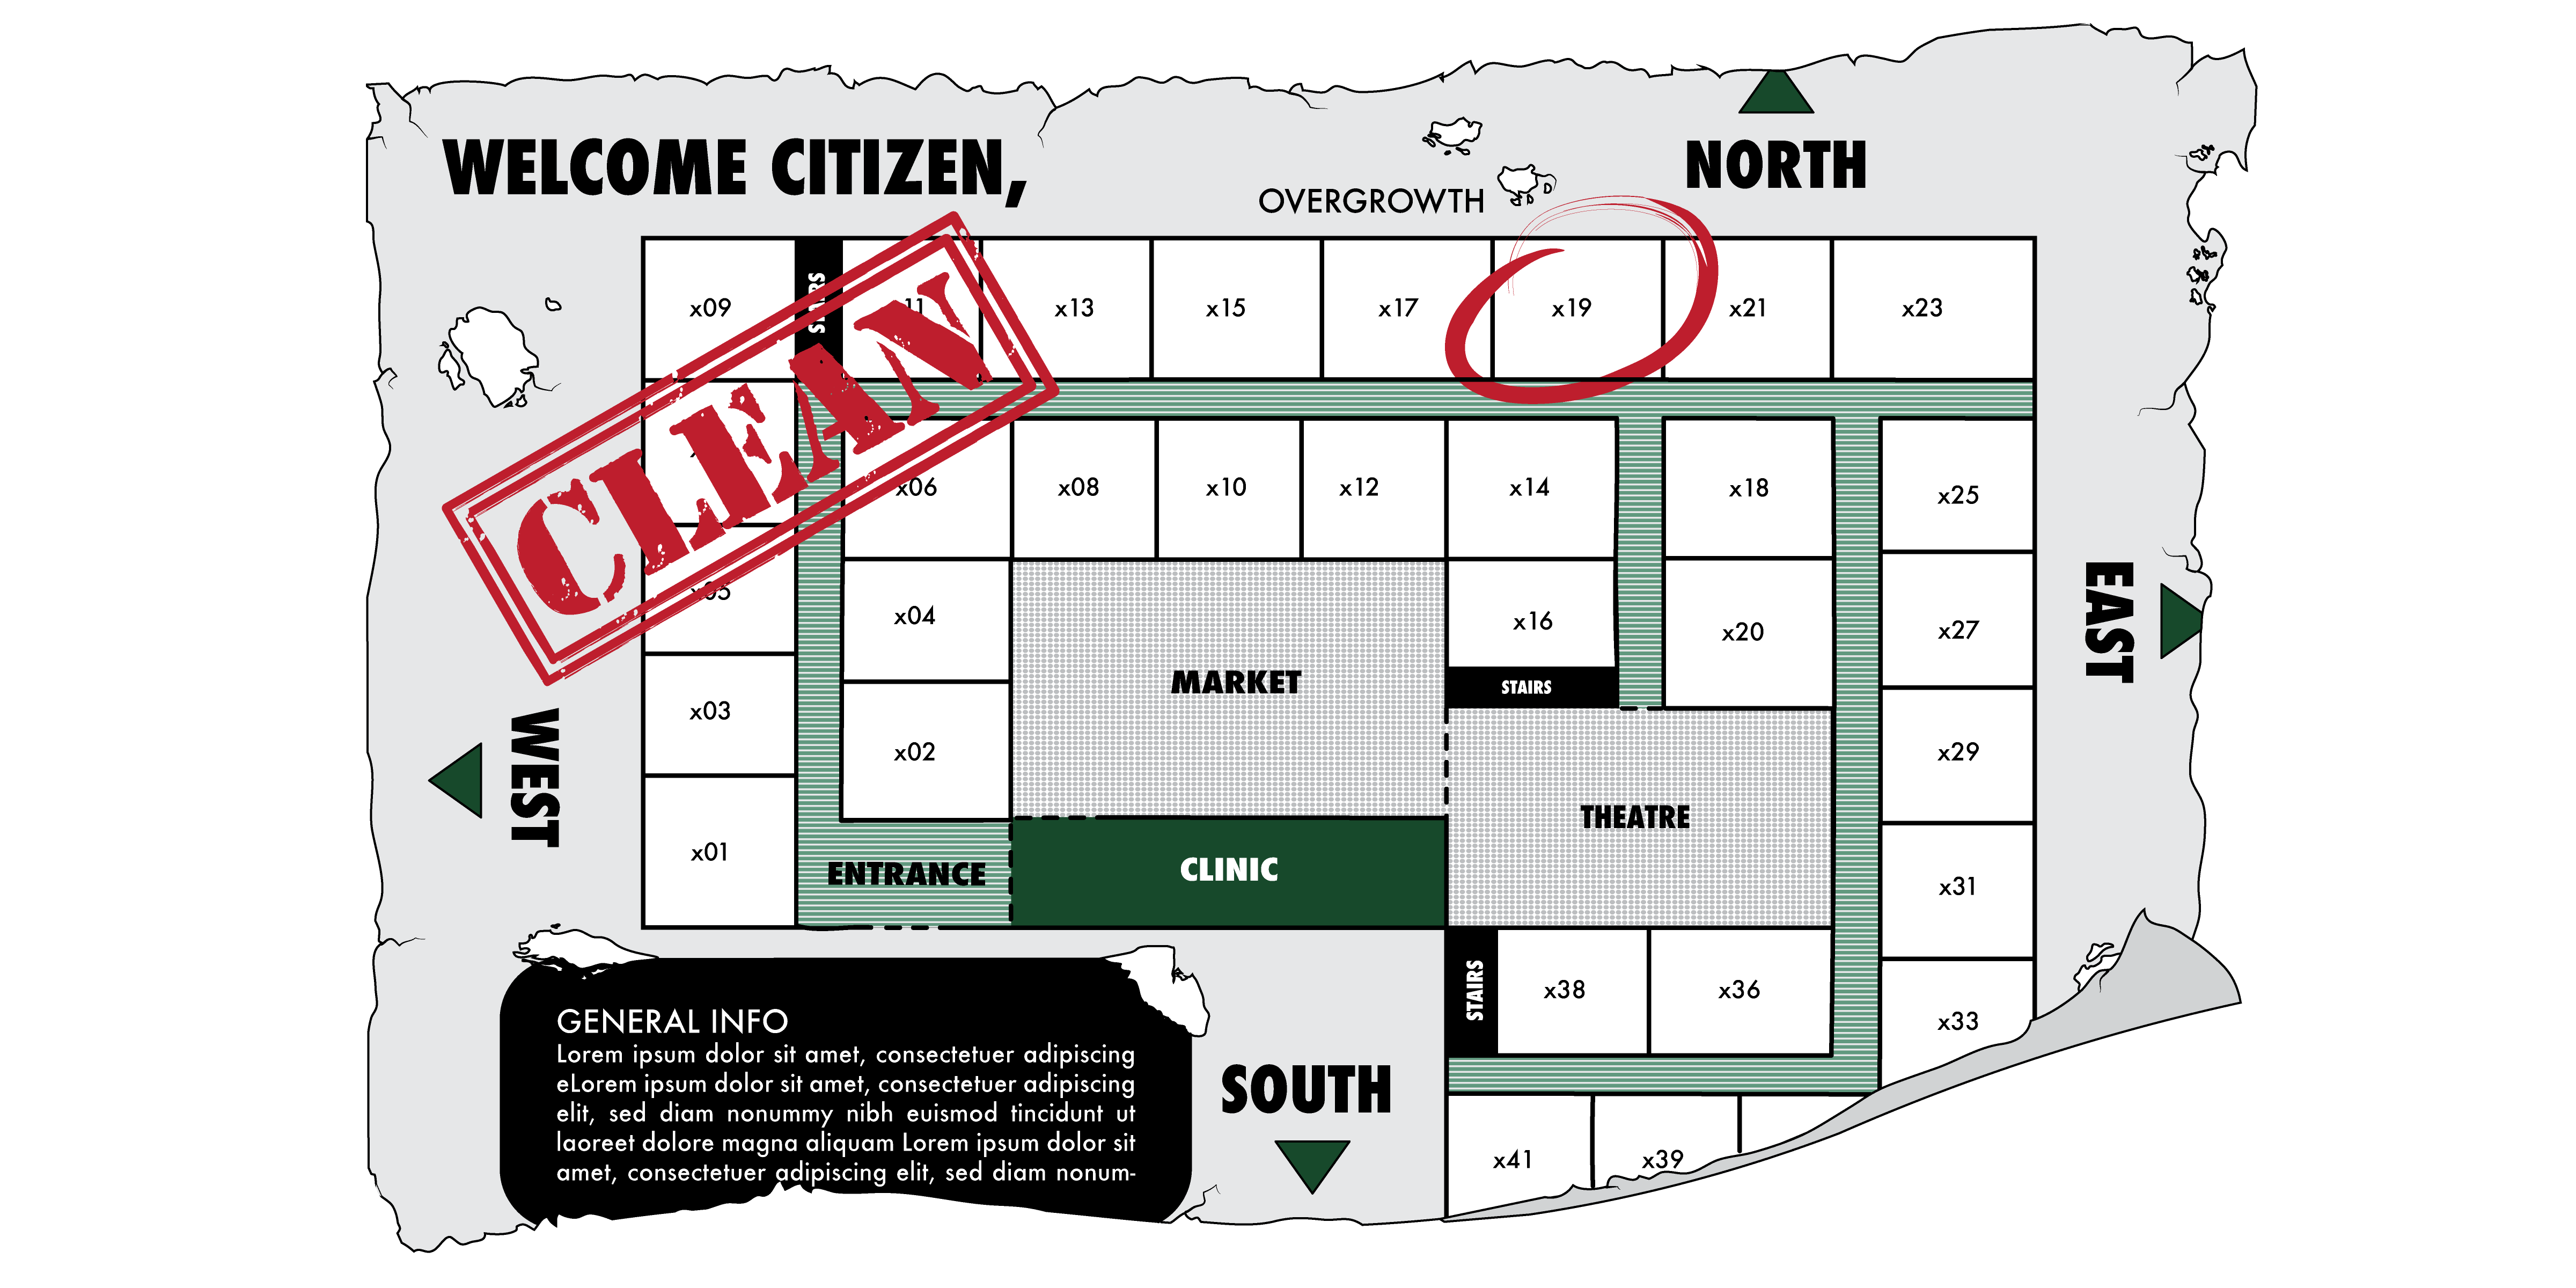 WELCOME CITIZEN,
NORTH
OVERGROWTH
CLEAN
x09
STAIRS
11
x13
x15
x17
x19
x21
x23
x06
x08
x10
x12
x14
x18
x25
x05
x04
x16
x20
x27
EAST
MARKET
STAIRS
x03
x02
x29
WEST
THEATRE
x01
ENTRANCE
CLINIC
x31
STAIRS
x38
x36
x33
GENERAL INFO
Lorem ipsum dolor sit amet, consectetuer adipiscing
eLorem ipsum dolor sit amet, consectetuer adipiscing
elit, sed diam nonummy nibh euismod tincidunt ut
laoreet dolore magna aliquam Lorem ipsum dolor sit
amet, consectetuer adipiscing elit, sed diam nonum-
SOUTH
x41
x39